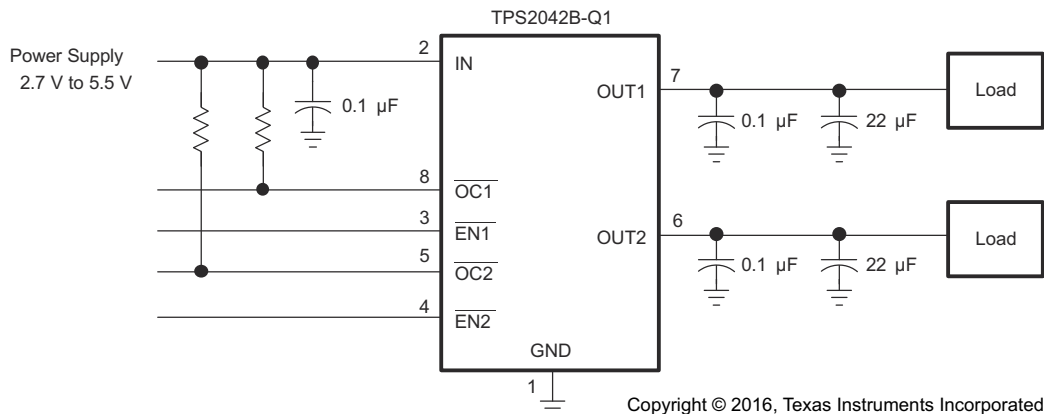 TPS2042B-Q1
Power Supply
2.7 V to 5.5 V
2
IN
0.1 µF
8
OC1
3
EN1
5
OC2
4
EN2
GND
1
OUT1
7
0.1 µF
22 µF
Load
OUT2
6
0.1 µF
22 µF
Load
Copyright © 2016, Texas Instruments Incorporated